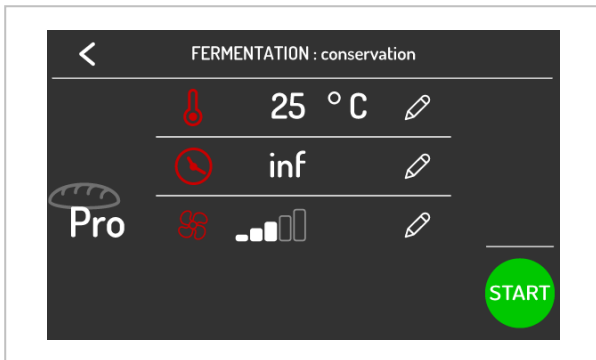 FERMENTATION : conservation
25 °C
inf
Pro
START